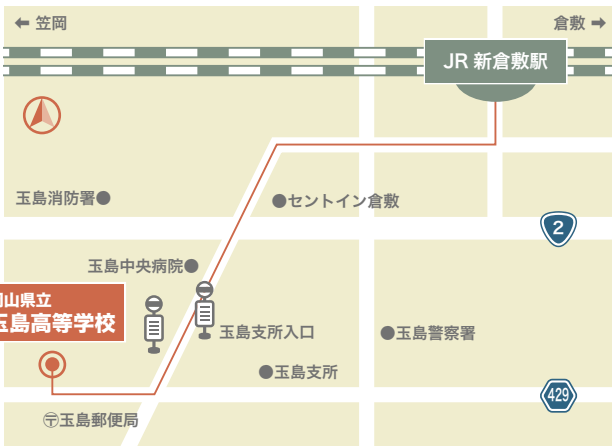 ← 笠岡
倉敷 →
JR 新倉敷駅
玉島消防署●
●セントイン倉敷
2
玉島中央病院●
山県立
玉島高等学校
玉島支所入口
●玉島警察署
●玉島支所
429
〶玉島郵便局